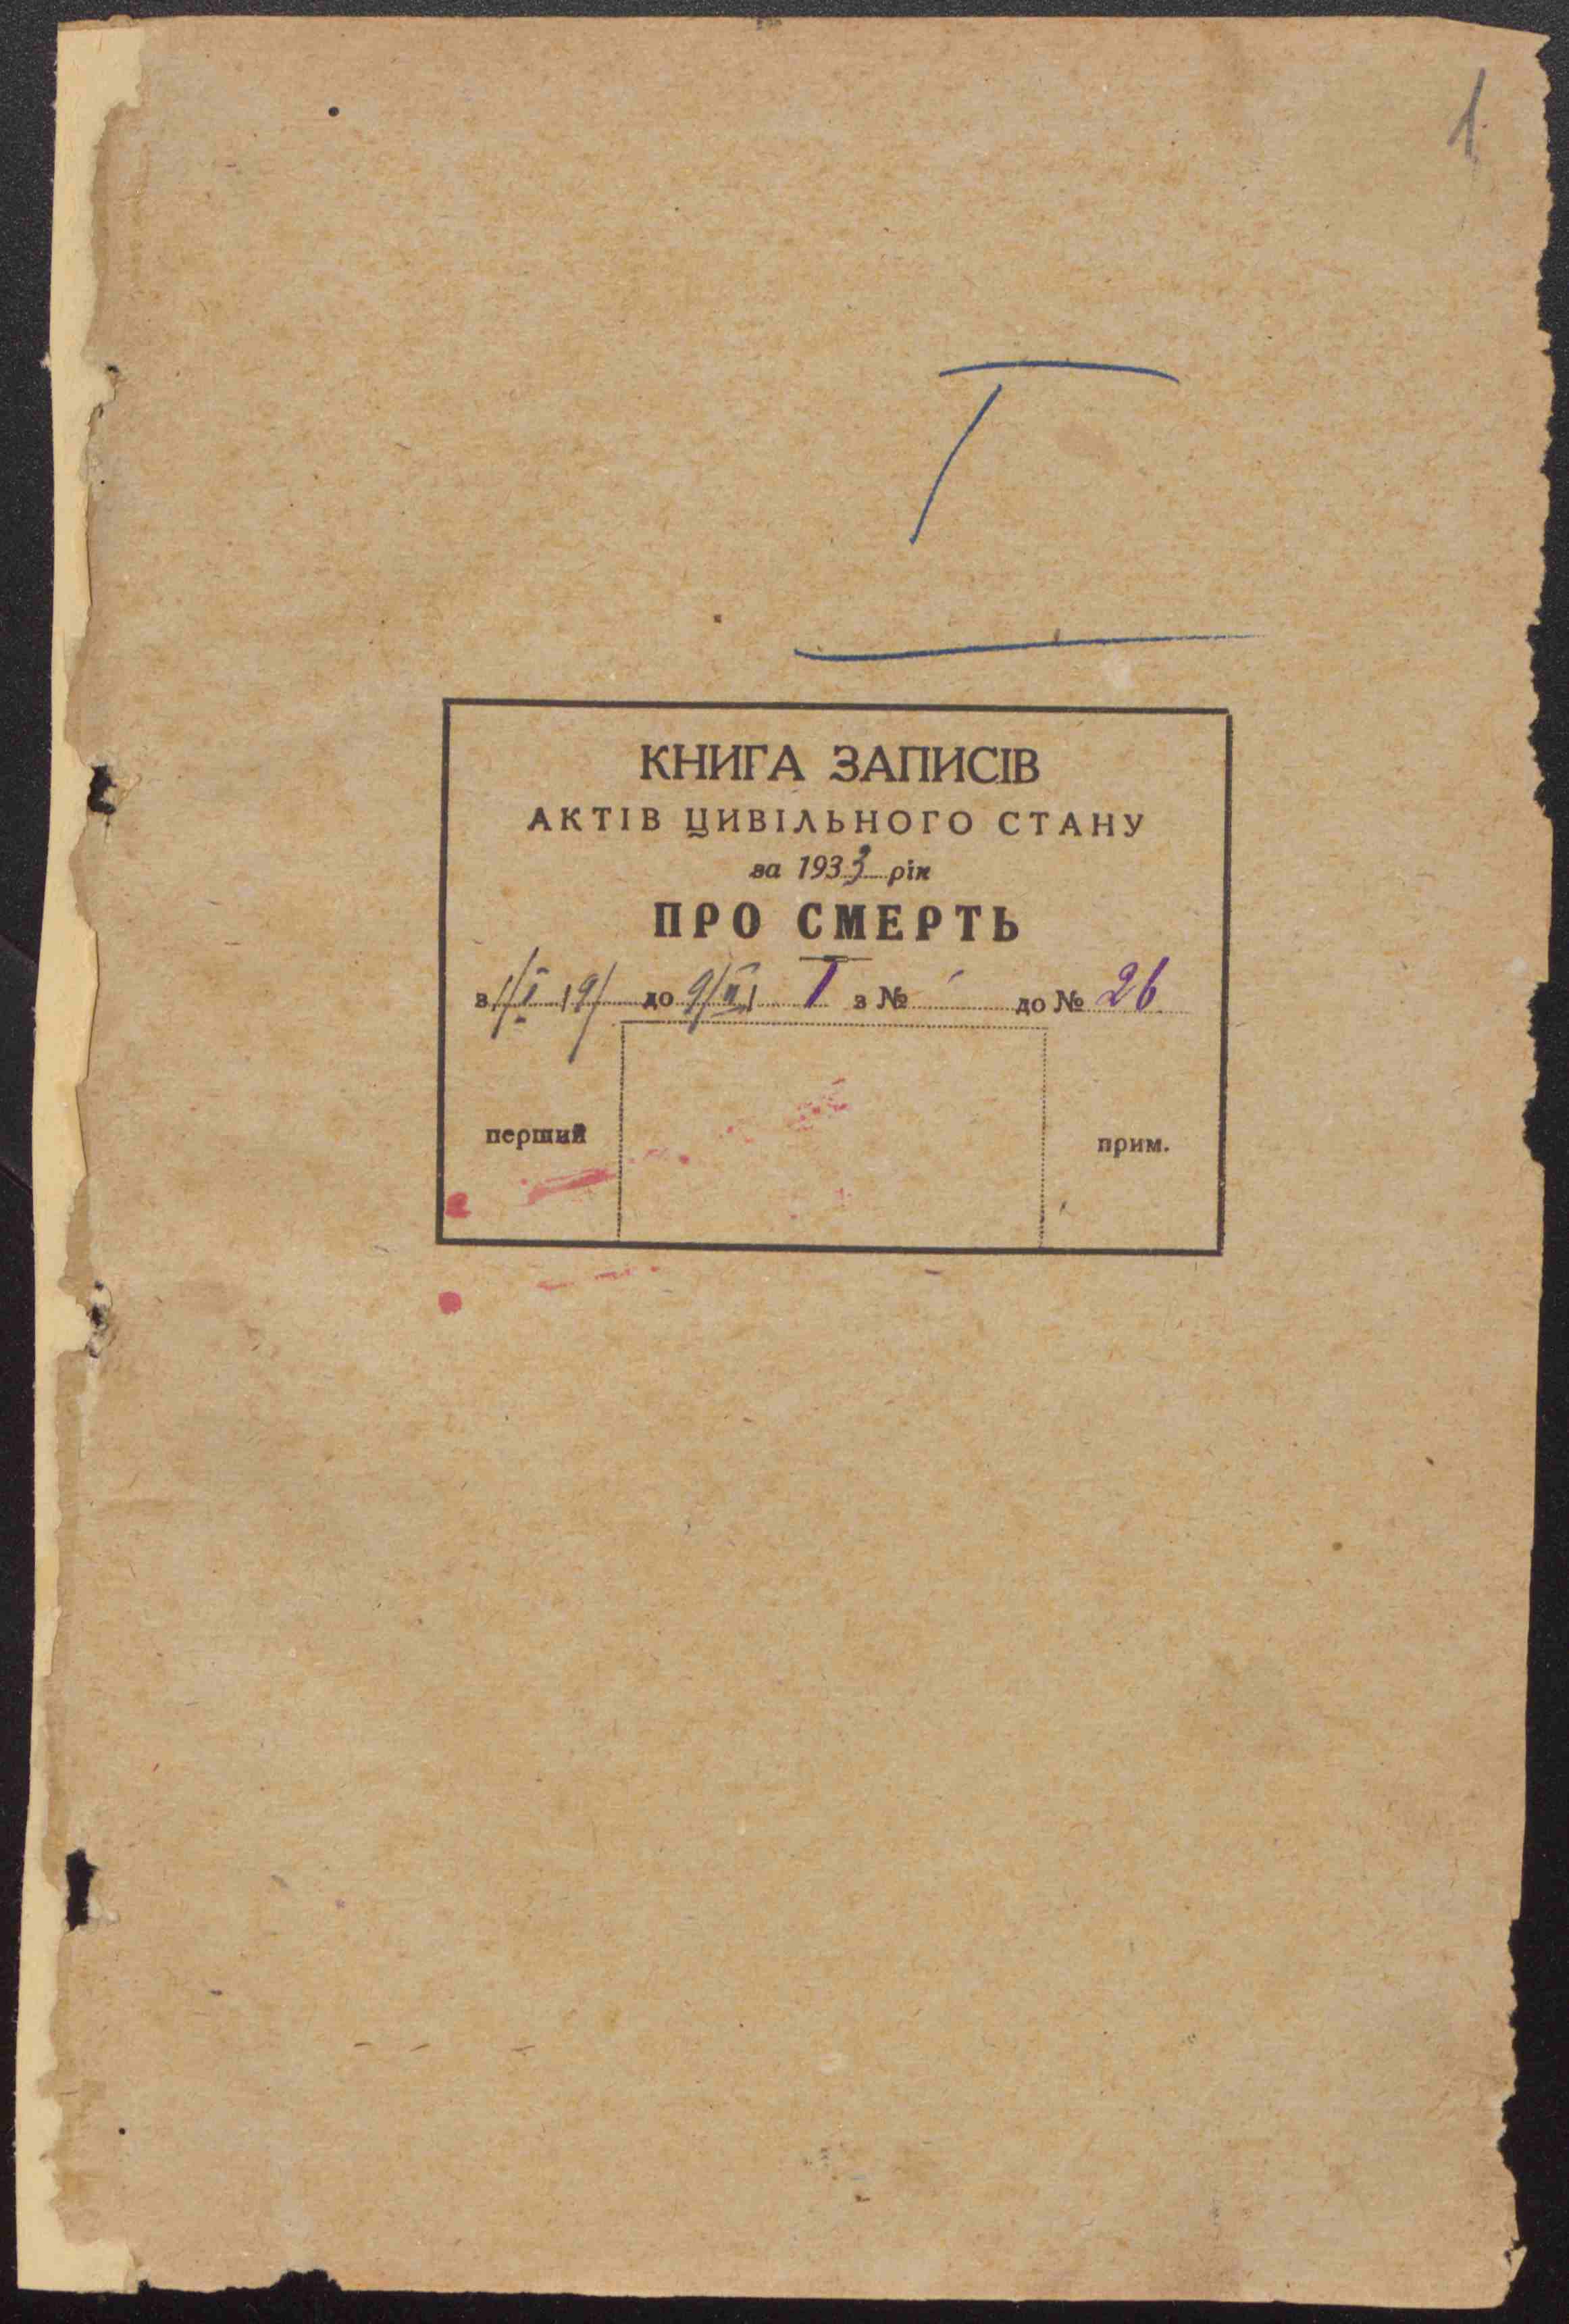 1
I
КНИГА ЗАПИСІВ
АКТІВ ЦИВІЛЬНОГО СТАНУ
за 1933 рік
ПРО СМЕРТЬ
з до I з № до № 26
перший
прим.